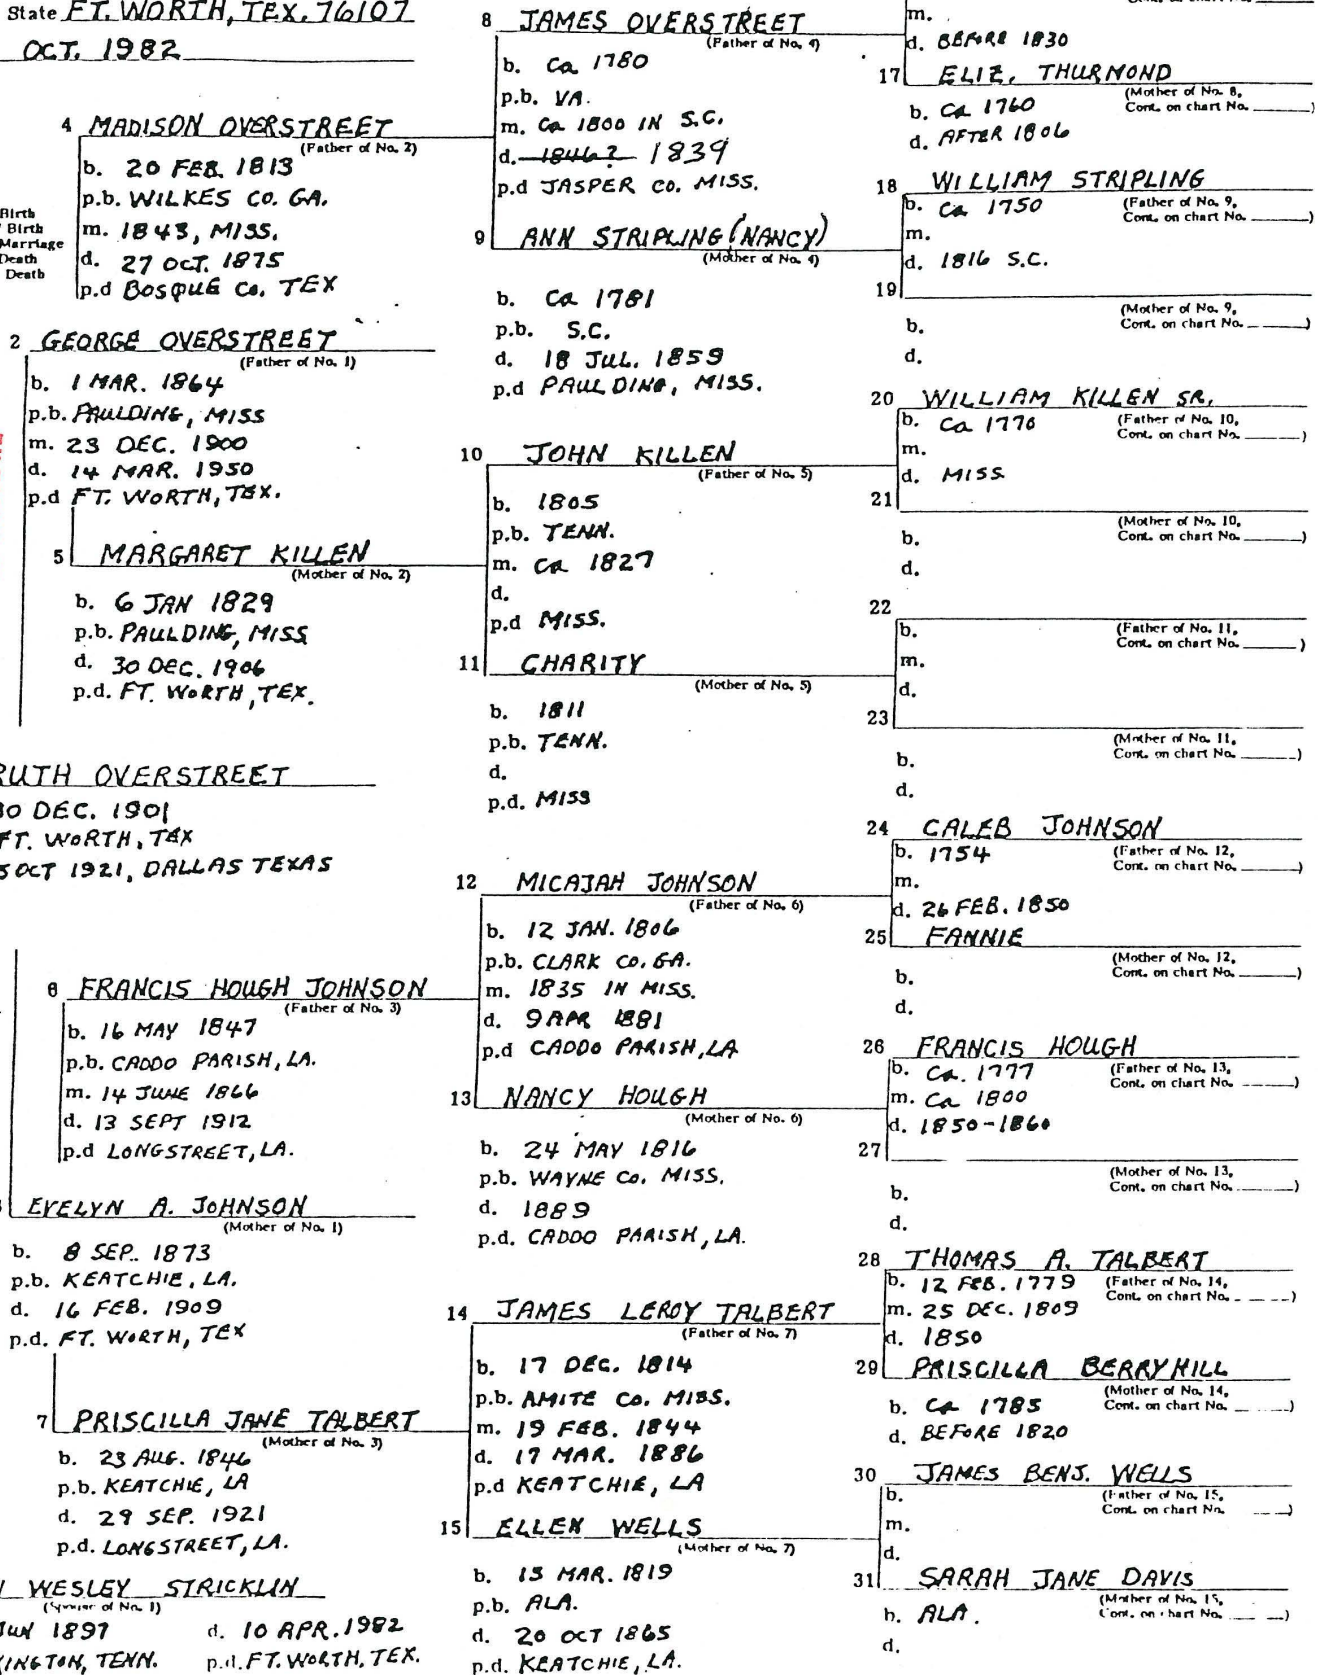 State FT. WORTH, TEX. 76107
OCT. 1982
Birth
Birth
Marriage
Death
Death
4 MADISON OVERSTREET
(Father of No. 2)
b. 20 FEB. 1813
p.b. WILKES CO. GA.
m. 1843, MISS.
d. 27 OCT. 1875
p.d BOSQUE CO. TEX
2 GEORGE OVERSTREET
(Father of No. 1)
b. 1 MAR. 1864
p.b. PAULDING, MISS
m. 23 DEC. 1900
d. 14 MAR. 1950
p.d FT. WORTH, TEX.
5 MARGARET KILLEN
(Mother of No. 2)
b. 6 JAN 1829
p.b. PAULDING, MISS
d. 30 DEC. 1906
p.d. FT. WORTH, TEX.
RUTH OVERSTREET
30 DEC. 1901
FT. WORTH, TEX
OCT 1921, DALLAS TEXAS
6 FRANCIS HOUGH JOHNSON
(Father of No. 3)
b. 16 MAY 1847
p.b. CADDO PARISH, LA.
m. 14 JUNE 1866
d. 13 SEPT 1912
p.d LONGSTREET, LA.
EVELYN A. JOHNSON
(Mother of No. 1)
b. 8 SEP. 1873
p.b. KEATCHIE, LA.
d. 16 FEB. 1909
p.d. FT. WORTH, TEX
7 PRISCILLA JANE TALBERT
(Mother of No. 3)
b. 23 AUG. 1846
p.b. KEATCHIE, LA
d. 29 SEP. 1921
p.d. LONGSTREET, LA.
WESLEY STRICKLIN
(Spouse of No. 1)
JUN 1897 d. 10 APR. 1982
KINGTON, TENN. p.d. FT. WORTH, TEX.
8 JAMES OVERSTREET
(Father of No. 4)
b. Ca 1780
p.b. VA.
m. Ca 1800 IN S.C.
d. 1846? 1839
p.d JASPER CO. MISS.
9 ANN STRIPLING (NANCY)
(Mother of No. 4)
b. Ca 1781
p.b. S.C.
d. 18 JUL. 1859
p.d PAULDING, MISS.
10 JOHN KILLEN
(Father of No. 5)
b. 1805
p.b. TENN.
m. Ca 1827
d.
p.d MISS.
11 CHARITY
(Mother of No. 5)
b. 1811
p.b. TENN.
d.
p.d. MISS
12 MICAJAH JOHNSON
(Father of No. 6)
b. 12 JAN. 1806
p.b. CLARK CO. GA.
m. 1835 IN MISS.
d. 9 APR 1881
p.d CADDO PARISH, LA
13 NANCY HOUGH
(Mother of No. 6)
b. 24 MAY 1816
p.b. WAYNE CO. MISS.
d. 1889
p.d. CADDO PARISH, LA.
14 JAMES LEROY TALBERT
(Father of No. 7)
b. 17 DEC. 1814
p.b. AMITE CO. MISS.
m. 19 FEB. 1844
d. 17 MAR. 1886
p.d KEATCHIE, LA
15 ELLEN WELLS
(Mother of No. 7)
b. 15 MAR. 1819
p.b. ALA.
d. 20 OCT 1865
p.d. KEATCHIE, LA.
m.
d. BEFORE 1830
17 ELIZ. THURMOND
(Mother of No. 8,
Cont. on chart No. ______)
b. Ca 1760
d. AFTER 1806
18 WILLIAM STRIPLING
b. Ca 1750 (Father of No. 9,
Cont. on chart No. ______)
m.
d. 1816 S.C.
19
(Mother of No. 9,
Cont. on chart No. ______)
b.
d.
20 WILLIAM KILLEN SR.
b. Ca 1770 (Father of No. 10,
Cont. on chart No. ______)
m.
d. MISS
21
(Mother of No. 10,
Cont. on chart No. ______)
b.
d.
22
b. (Father of No. 11,
Cont. on chart No. ______)
m.
d.
23
(Mother of No. 11,
Cont. on chart No. ______)
b.
d.
24 CALEB JOHNSON
b. 1754 (Father of No. 12,
Cont. on chart No. ______)
m.
d. 26 FEB. 1850
25 FANNIE
(Mother of No. 12,
Cont. on chart No. ______)
b.
d.
26 FRANCIS HOUGH
b. Ca. 1777 (Father of No. 13,
Cont. on chart No. ______)
m. Ca 1800
d. 1850-1860
27
(Mother of No. 13,
Cont. on chart No. ______)
b.
d.
28 THOMAS A. TALBERT
b. 12 FEB. 1779 (Father of No. 14,
Cont. on chart No. ______)
m. 25 DEC. 1809
d. 1850
29 PRISCILLA BERRYHILL
(Mother of No. 14,
Cont. on chart No. ______)
b. Ca 1785
d. BEFORE 1820
30 JAMES BENJ. WELLS
b. (Father of No. 15,
Cont. on chart No. ______)
m.
d.
31 SARAH JANE DAVIS
(Mother of No. 15,
Cont. on chart No. ______)
b. ALA.
d.